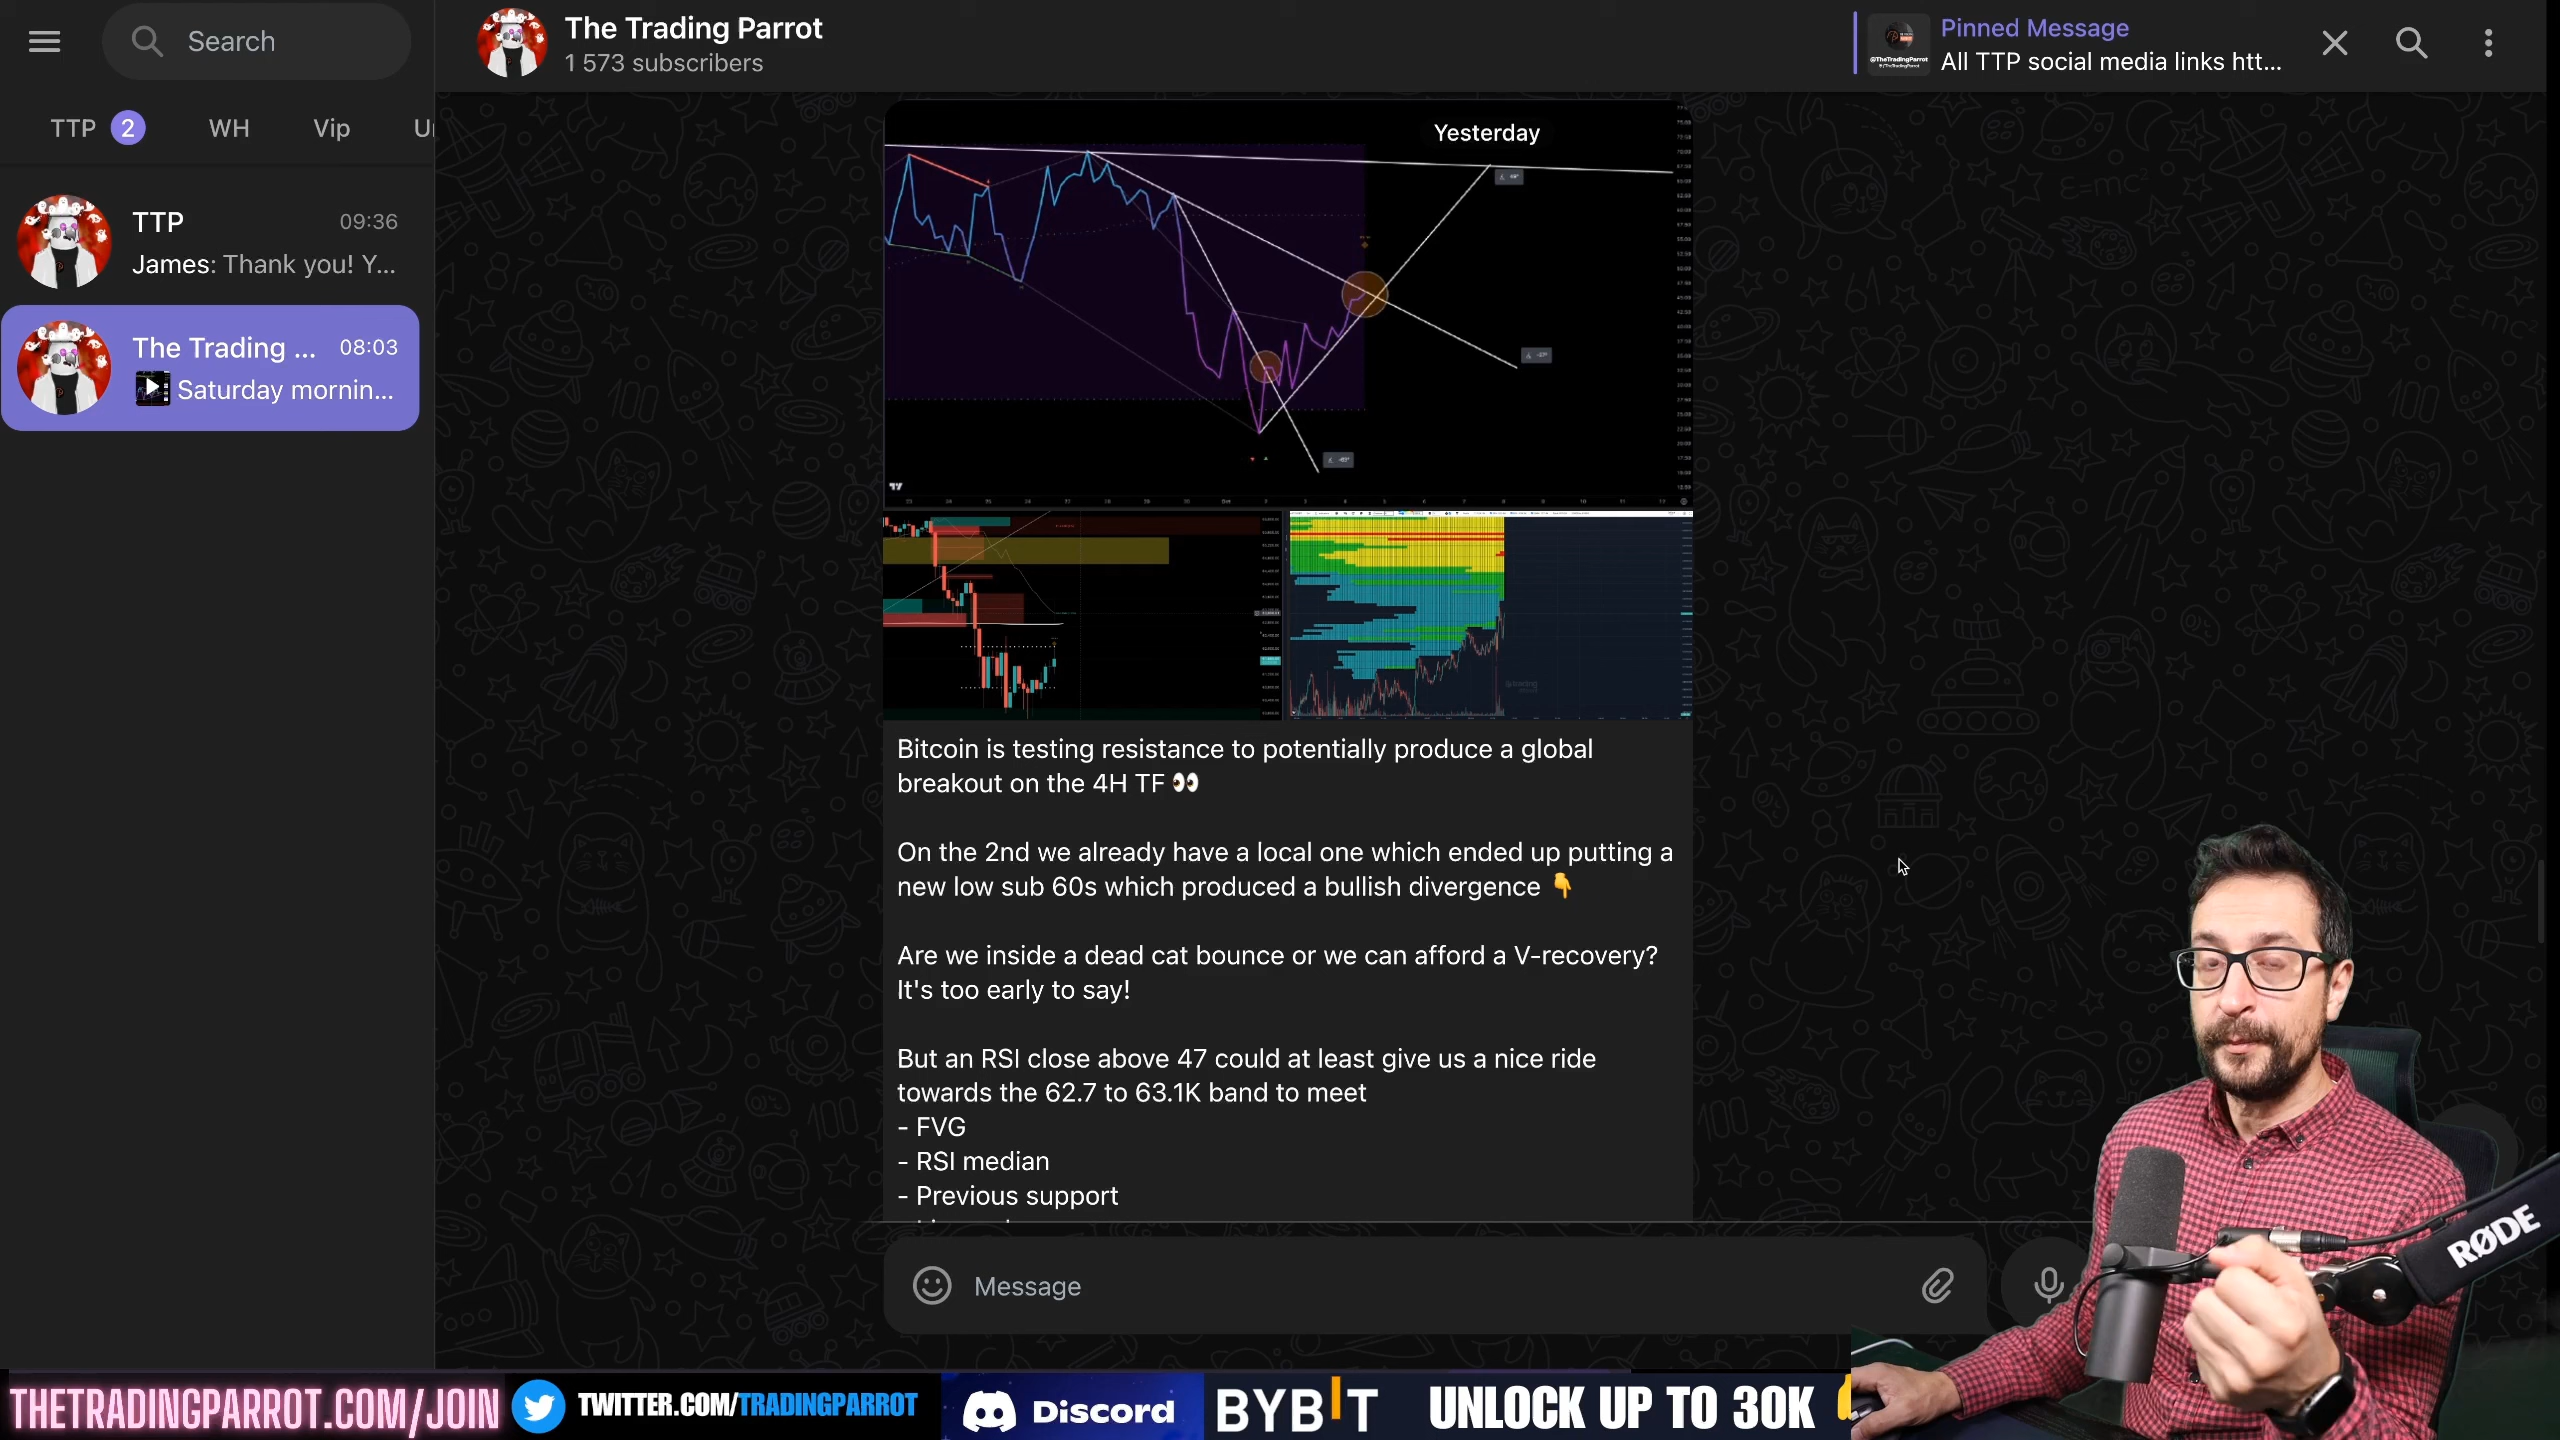 Search
The Trading Parrot
1 573 subscribers
Pinned Message
All TTP social media links htt...
TTP 2 WH Vip
TTP 09:36
James: Thank you! Y...
The Trading ... 08:03
Saturday mornin...
Yesterday
Bitcoin is testing resistance to potentially produce a global
breakout on the 4H TF 👀
On the 2nd we already have a local one which ended up putting a
new low sub 60s which produced a bullish divergence 👇
Are we inside a dead cat bounce or we can afford a V-recovery?
It's too early to say!
But an RSI close above 47 could at least give us a nice ride
towards the 62.7 to 63.1K band to meet
- FVG
- RSI median
- Previous support
Message
RØDE
THETRADINGPARROT.COM/JOIN
TWITTER.COM/TRADINGPARROT
Discord
BYBIT
UNLOCK UP TO 30K